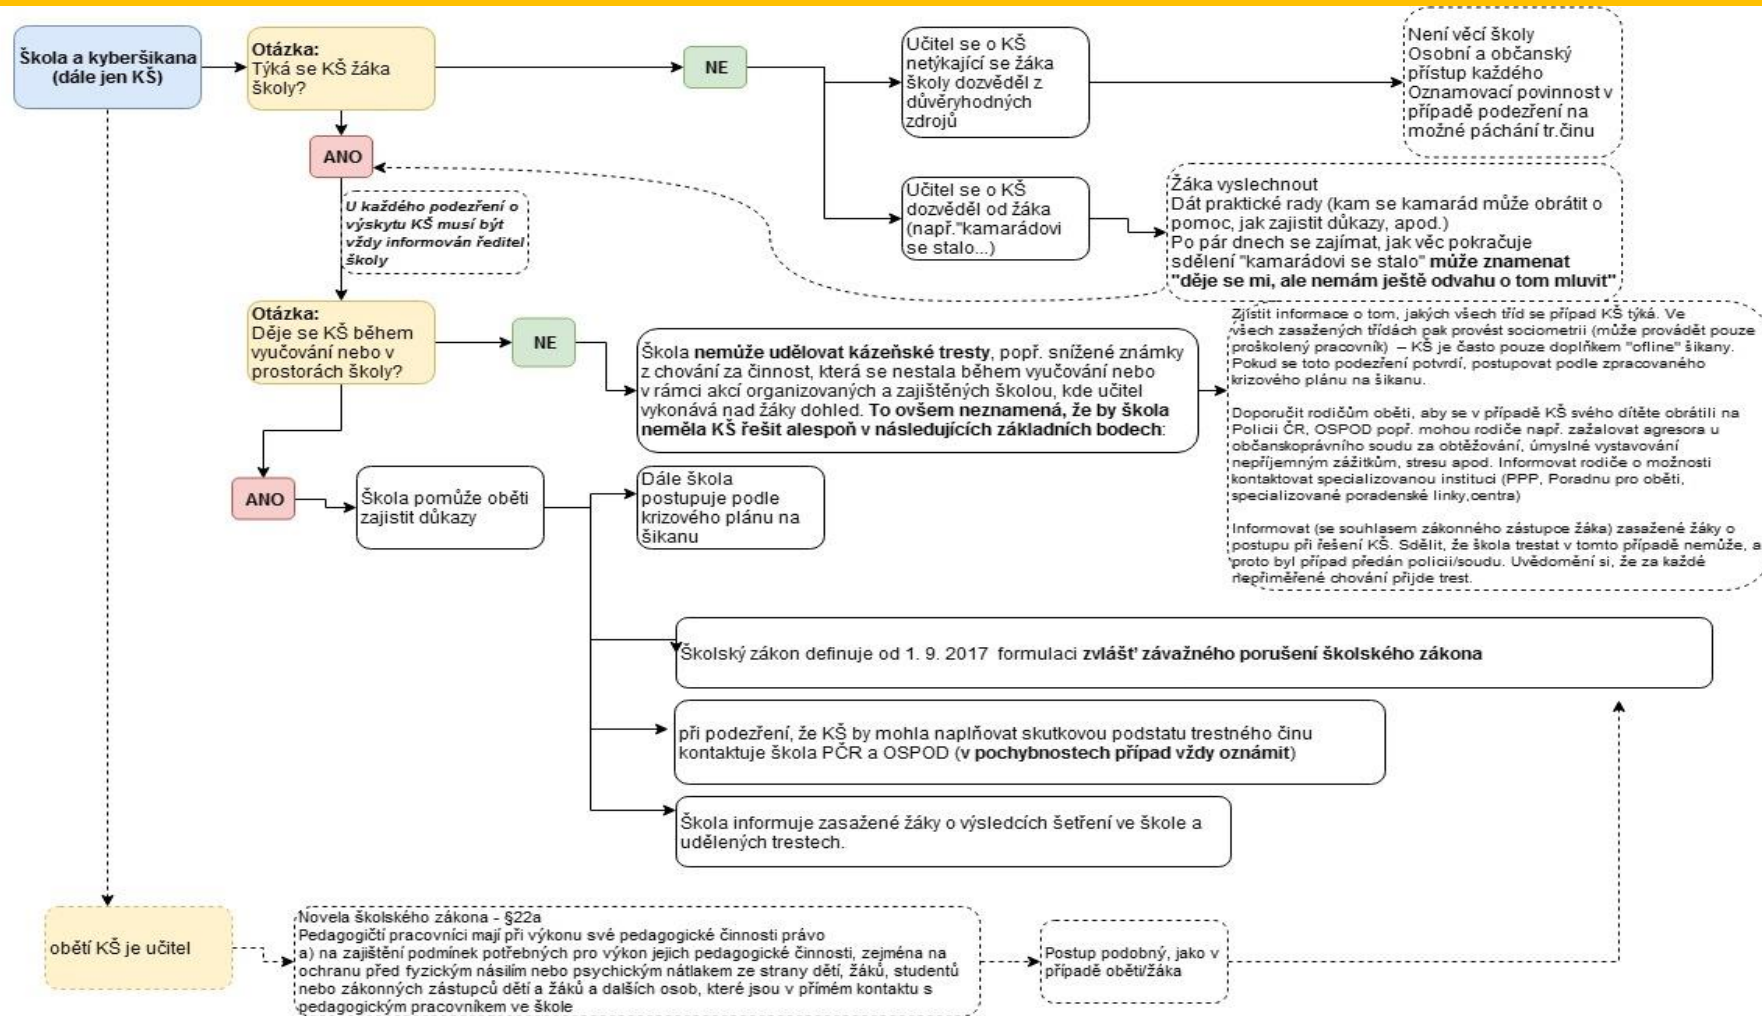 Škola a kyberšikana
(dále jen KŠ)
Otázka:
Týká se KŠ žáka
školy?
NE
Učitel se o KŠ
netýkající se žáka
školy dozvěděl z
důvěryhodných
zdrojů
Není věcí školy
Osobní a občanský
přístup každého
Oznamovací povinnost v
případě podezření na
možné páchání tr.činu
ANO
U každého podezření o
výskytu KŠ musí být
vždy informován ředitel
školy
Učitel se o KŠ
dozvěděl od žáka
(např."kamarádovi
se stalo...)
Žáka vyslechnout
Dát praktické rady (kam se kamarád může obrátit o
pomoc, jak zajistit důkazy, apod.)
Po pár dnech se zajímat, jak věc pokračuje
sdělení "kamarádovi se stalo" může znamenat
"děje se mi, ale nemám ještě odvahu o tom mluvit"
Otázka:
Děje se KŠ během
vyučování nebo v
prostorách školy?
NE
Škola nemůže udělovat kázeňské tresty, popř. snížené známky
z chování za činnost, která se nestala během vyučování nebo
v rámci akcí organizovaných a zajištěných školou, kde učitel
vykonává nad žáky dohled. To ovšem neznamená, že by škola
neměla KŠ řešit alespoň v následujících základních bodech:
Zjístit informace o tom, jakých všech tříd se případ KŠ týká. Ve
všech zasažených třídách pak provést sociometrii (může provádět pouze
proškolený pracovník) – KŠ je často pouze doplňkem "ofline" šikany.
Pokud se toto podezření potvrdí, postupovat podle zpracovaného
krizového plánu na šikanu.
Doporučit rodičům oběti, aby se v případě KŠ svého dítěte obrátili na
Policii ČR, OSPOD popř. mohou rodiče např. zažalovat agresora u
občanskoprávního soudu za obtěžování, úmyslné vystavování
nepříjemným zážitkům, stresu apod. Informovat rodiče o možnosti
kontaktovat specializovanou instituci (PPP, Poradnu pro oběti,
specializované poradenské linky,centra)
Informovat (se souhlasem zákonného zástupce žáka) zasažené žáky o
postupu při řešení KŠ. Sdělit, že škola trestat v tomto případě nemůže, a
proto byl případ předán policii/soudu. Uvědomění si, že za každé
nepřiměřené chování přijde trest.
ANO
Škola pomůže oběti
zajistit důkazy
Dále škola
postupuje podle
krizového plánu na
šikanu
Školský zákon definuje od 1. 9. 2017 formulaci zvlášť závažného porušení školského zákona
při podezření, že KŠ by mohla naplňovat skutkovou podstatu trestného činu
kontaktuje škola PČR a OSPOD (v pochybnostech případ vždy oznámit)
Škola informuje zasažené žáky o výsledcích šetření ve škole a
udělených trestech.
obětí KŠ je učitel
Novela školského zákona - §22a
Pedagogičtí pracovníci mají při výkonu své pedagogické činnosti právo
a) na zajištění podmínek potřebných pro výkon jejich pedagogické činnosti, zejména na
ochranu před fyzickým násilím nebo psychickým nátlakem ze strany dětí, žáků, studentů
nebo zákonných zástupců dětí a žáků a dalších osob, které jsou v přímém kontaktu s
pedagogickým pracovníkem ve škole
Postup podobný, jako v
případě oběti/žáka